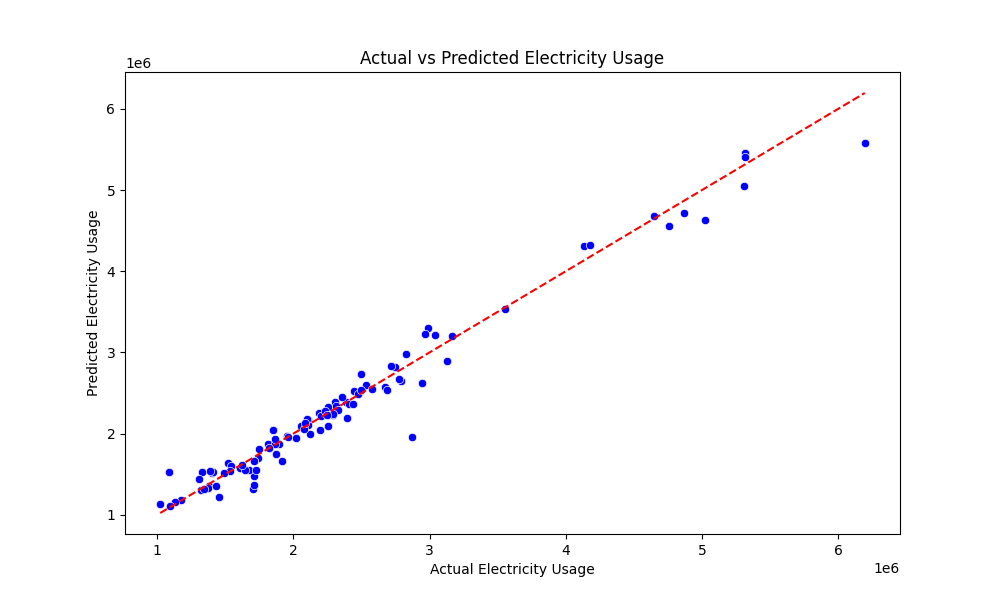 Actual vs Predicted Electricity Usage
1e6
6
5
4
3
2
1
Predicted Electricity Usage
1 2 3 4 5 6
Actual Electricity Usage
1e6